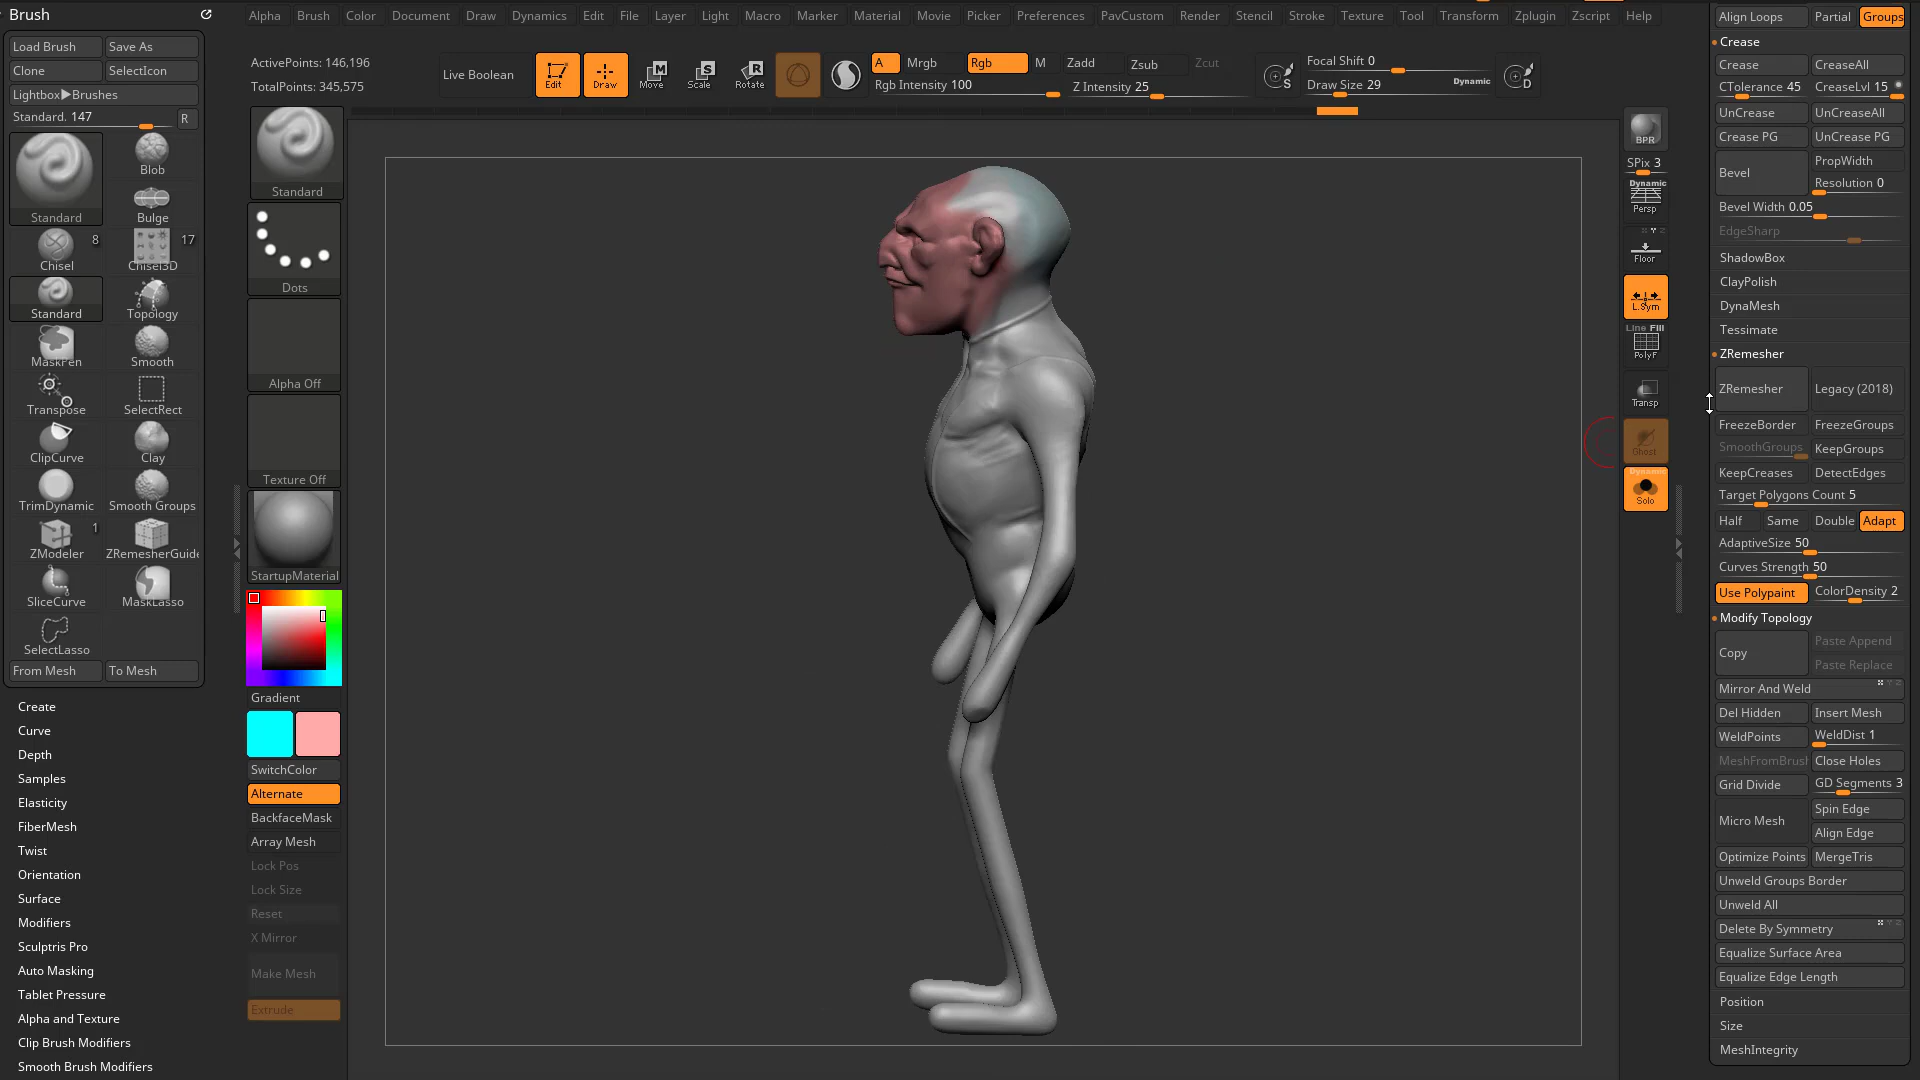 Brush
Alpha Brush Color Document Draw Dynamics Edit File Layer Light Macro Marker Material Movie Picker Preferences PavCustom Render Stencil Stroke Texture Tool Transform Zplugin Zscript Help
Load Brush Save As
Clone SelectIcon
Lightbox▶Brushes
Standard. 147 R
Standard
Blob
Bulge
Chisel 8
Chisel3D 17
Standard
Topology
MaskPen
Smooth
Transpose
SelectRect
ClipCurve
Clay
TrimDynamic
Smooth Groups
ZModeler 1
ZRemesherGuide
SliceCurve
MaskLasso
SelectLasso
From Mesh To Mesh
Create
Curve
Depth
Samples
Elasticity
FiberMesh
Twist
Orientation
Surface
Modifiers
Sculptris Pro
Auto Masking
Tablet Pressure
Alpha and Texture
Clip Brush Modifiers
Smooth Brush Modifiers
ActivePoints: 146,196
TotalPoints: 345,575
Live Boolean
Edit
Draw
Move
Scale
Rotate
A Mrgb Rgb M Zadd Zsub Zcut
Rgb Intensity 100 Z Intensity 25
S
Focal Shift 0
Draw Size 29 Dynamic
D
Standard
Dots
Alpha Off
Texture Off
StartupMaterial
Gradient
SwitchColor
Alternate
BackfaceMask
Array Mesh
Lock Pos
Lock Size
Reset
X Mirror
Make Mesh
Extrude
BPR
SPix 3
Dynamic
Persp
Floor
L.Sym
Line Fill
PolyF
Transp
Ghost
Dynamic
Solo
Align Loops Partial Groups
Crease
Crease CreaseAll
CTolerance 45 CreaseLvl 15
UnCrease UnCreaseAll
Crease PG UnCrease PG
Bevel PropWidth
Resolution 0
Bevel Width 0.05
EdgeSharp
ShadowBox
ClayPolish
DynaMesh
Tessimate
ZRemesher
ZRemesher Legacy (2018)
FreezeBorder FreezeGroups
SmoothGroups KeepGroups
KeepCreases DetectEdges
Target Polygons Count 5
Half Same Double Adapt
AdaptiveSize 50
Curves Strength 50
Use Polypaint ColorDensity 2
Modify Topology
Copy Paste Append
Paste Replace
Mirror And Weld
Del Hidden Insert Mesh
WeldPoints WeldDist 1
MeshFromBrush Close Holes
Grid Divide GD Segments 3
Micro Mesh Spin Edge
Align Edge
Optimize Points MergeTris
Unweld Groups Border
Unweld All
Delete By Symmetry
Equalize Surface Area
Equalize Edge Length
Position
Size
MeshIntegrity